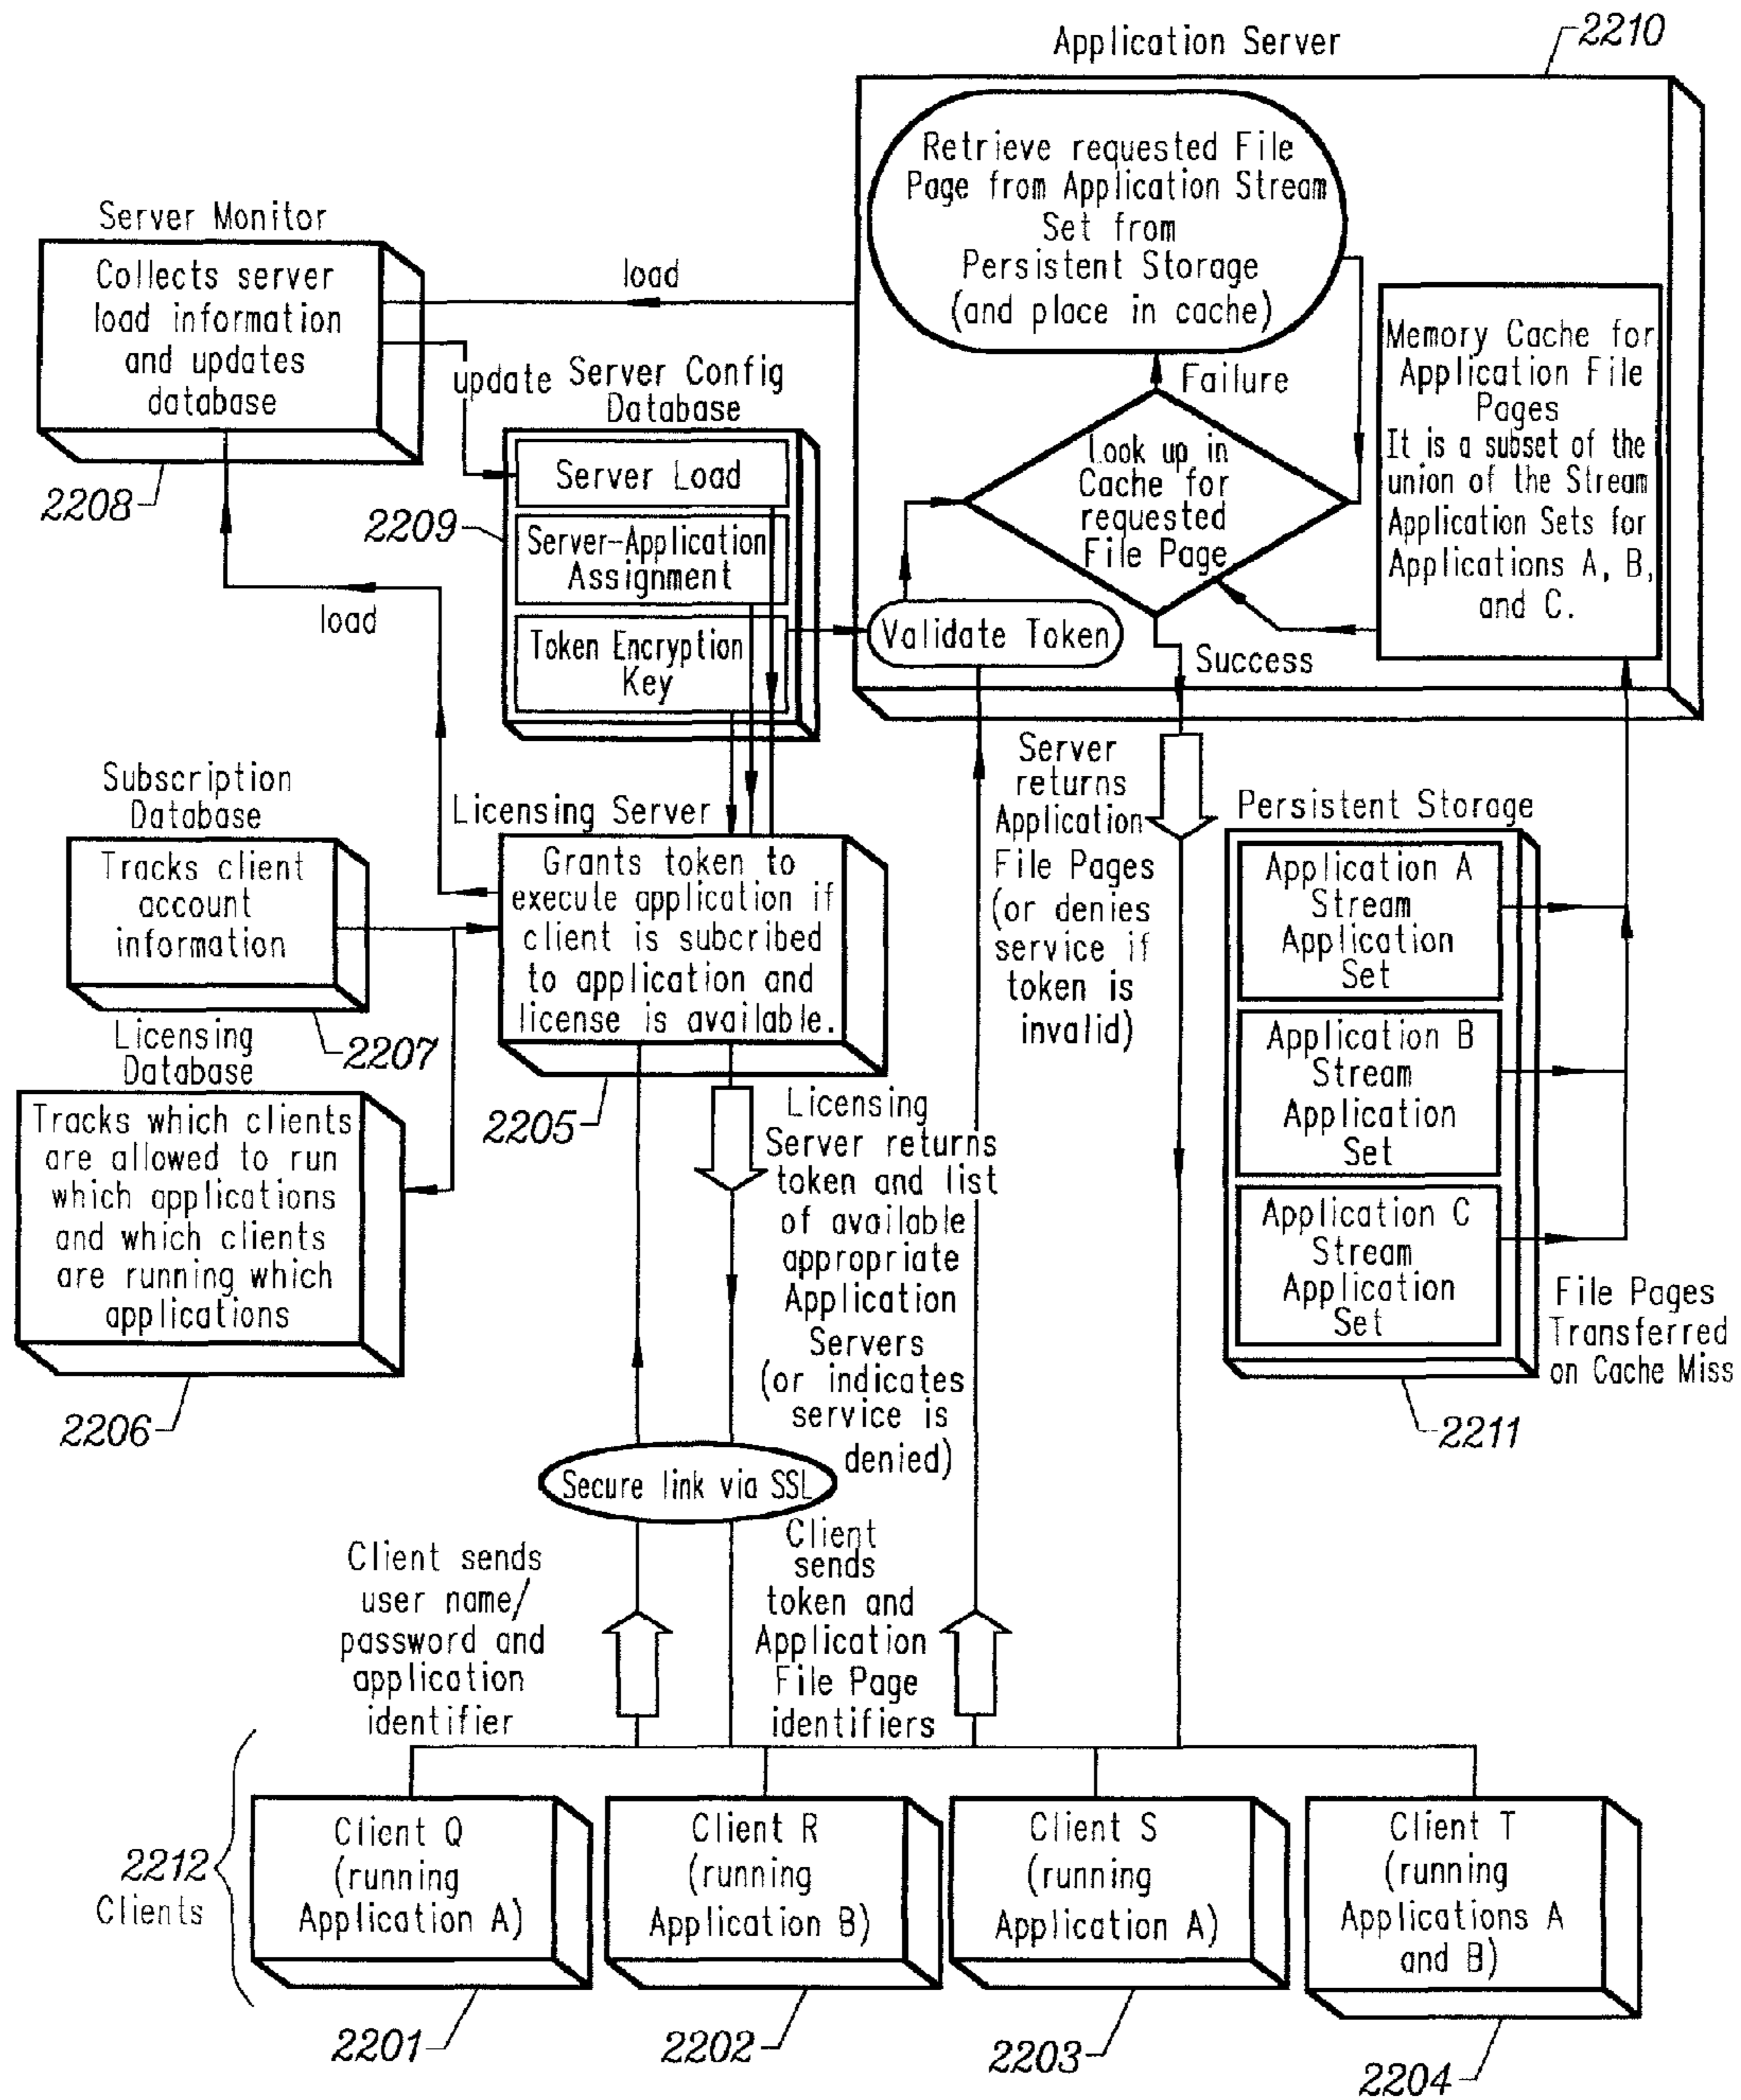 Application Server
2210
Retrieve requested File
Page from Application Stream
Set from
Persistent Storage
(and place in cache)
Server Monitor
Collects server
load information
and updates
database
2208
load
update
Server Config
Database
Server Load
2209
Server-Application
Assignment
Token Encryption
Key
load
Failure
Look up in
Cache for
requested
File Page
Validate Token
Success
Memory Cache for
Application File
Pages
It is a subset of the
union of the Stream
Application Sets for
Applications A, B,
and C.
Subscription
Database
Tracks client
account
information
2207
Licensing Server
Grants token to
execute application if
client is subcribed
to application and
license is available.
2205
Server
returns
Application
File Pages
(or denies
service if
token is
invalid)
Persistent Storage
Application A
Stream
Application
Set
Application B
Stream
Application
Set
Application C
Stream
Application
Set
2211
File Pages
Transferred
on Cache Miss
Licensing
Database
Tracks which clients
are allowed to run
which applications
and which clients
are running which
applications
2206
Licensing
Server returns
token and list
of available
appropriate
Application
Servers
(or indicates
service is
denied)
Secure link via SSL
Client sends
user name/
password and
application
identifier
Client
sends
token and
Application
File Page
identifiers
2212
Clients
Client Q
(running
Application A)
2201
Client R
(running
Application B)
2202
Client S
(running
Application A)
2203
Client T
(running
Applications A
and B)
2204